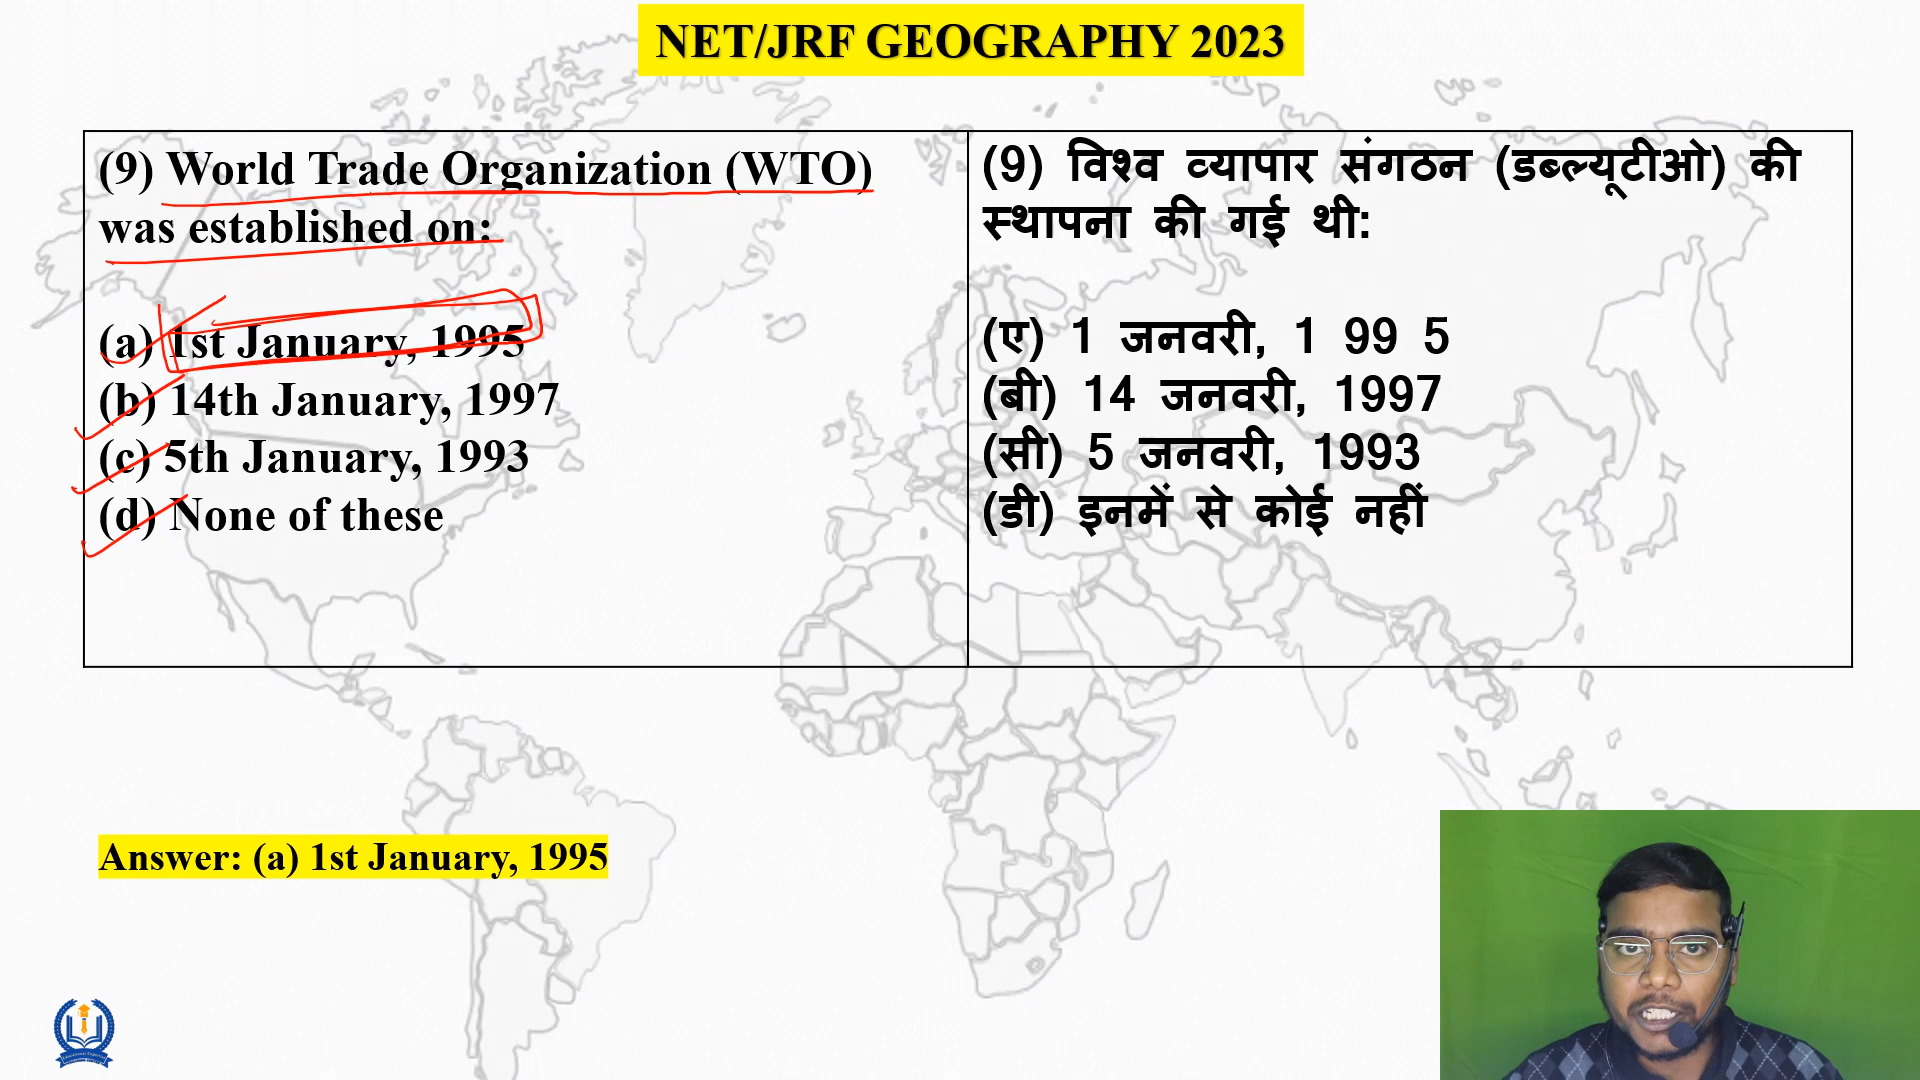 NET/JRF GEOGRAPHY 2023
(9) World Trade Organization (WTO)
was established on:
(a) 1st January, 1995
(b) 14th January, 1997
(c) 5th January, 1993
(d) None of these
(9) विश्व व्यापार संगठन (डब्ल्यूटीओ) की
स्थापना की गई थी:
(ए) 1 जनवरी, 1 99 5
(बी) 14 जनवरी, 1997
(सी) 5 जनवरी, 1993
(डी) इनमें से कोई नहीं
Answer: (a) 1st January, 1995